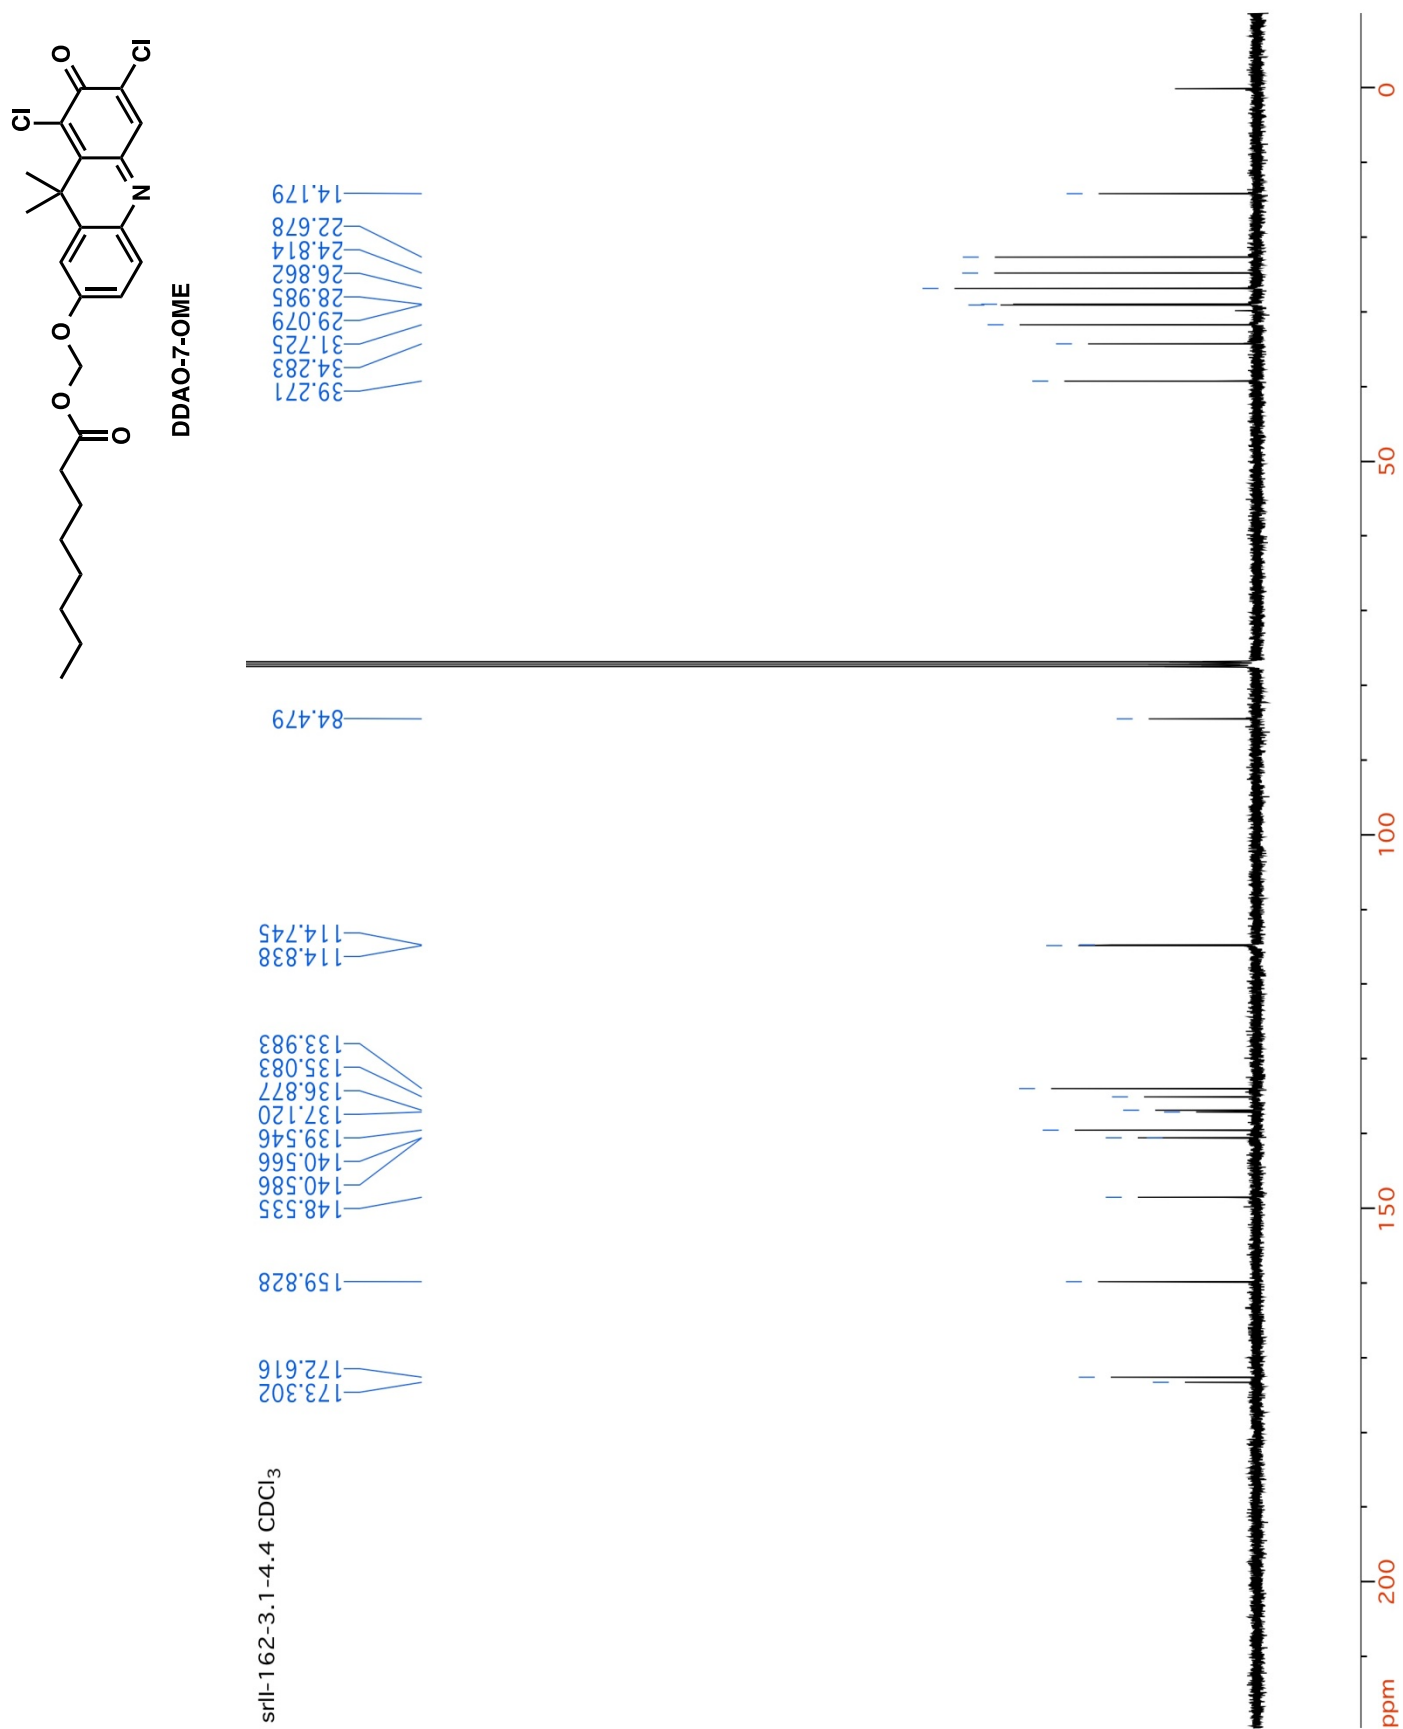 O
Cl
Cl
N
O
O
O
DDAO-7-OME
14.179
22.678
24.814
26.862
28.985
29.079
31.725
34.283
39.271
84.479
114.745
114.838
133.983
135.083
136.877
137.120
139.546
140.566
140.586
148.535
159.828
172.616
173.302
srll-162-3.1-4.4 CDCl₃
0
50
100
150
200
ppm